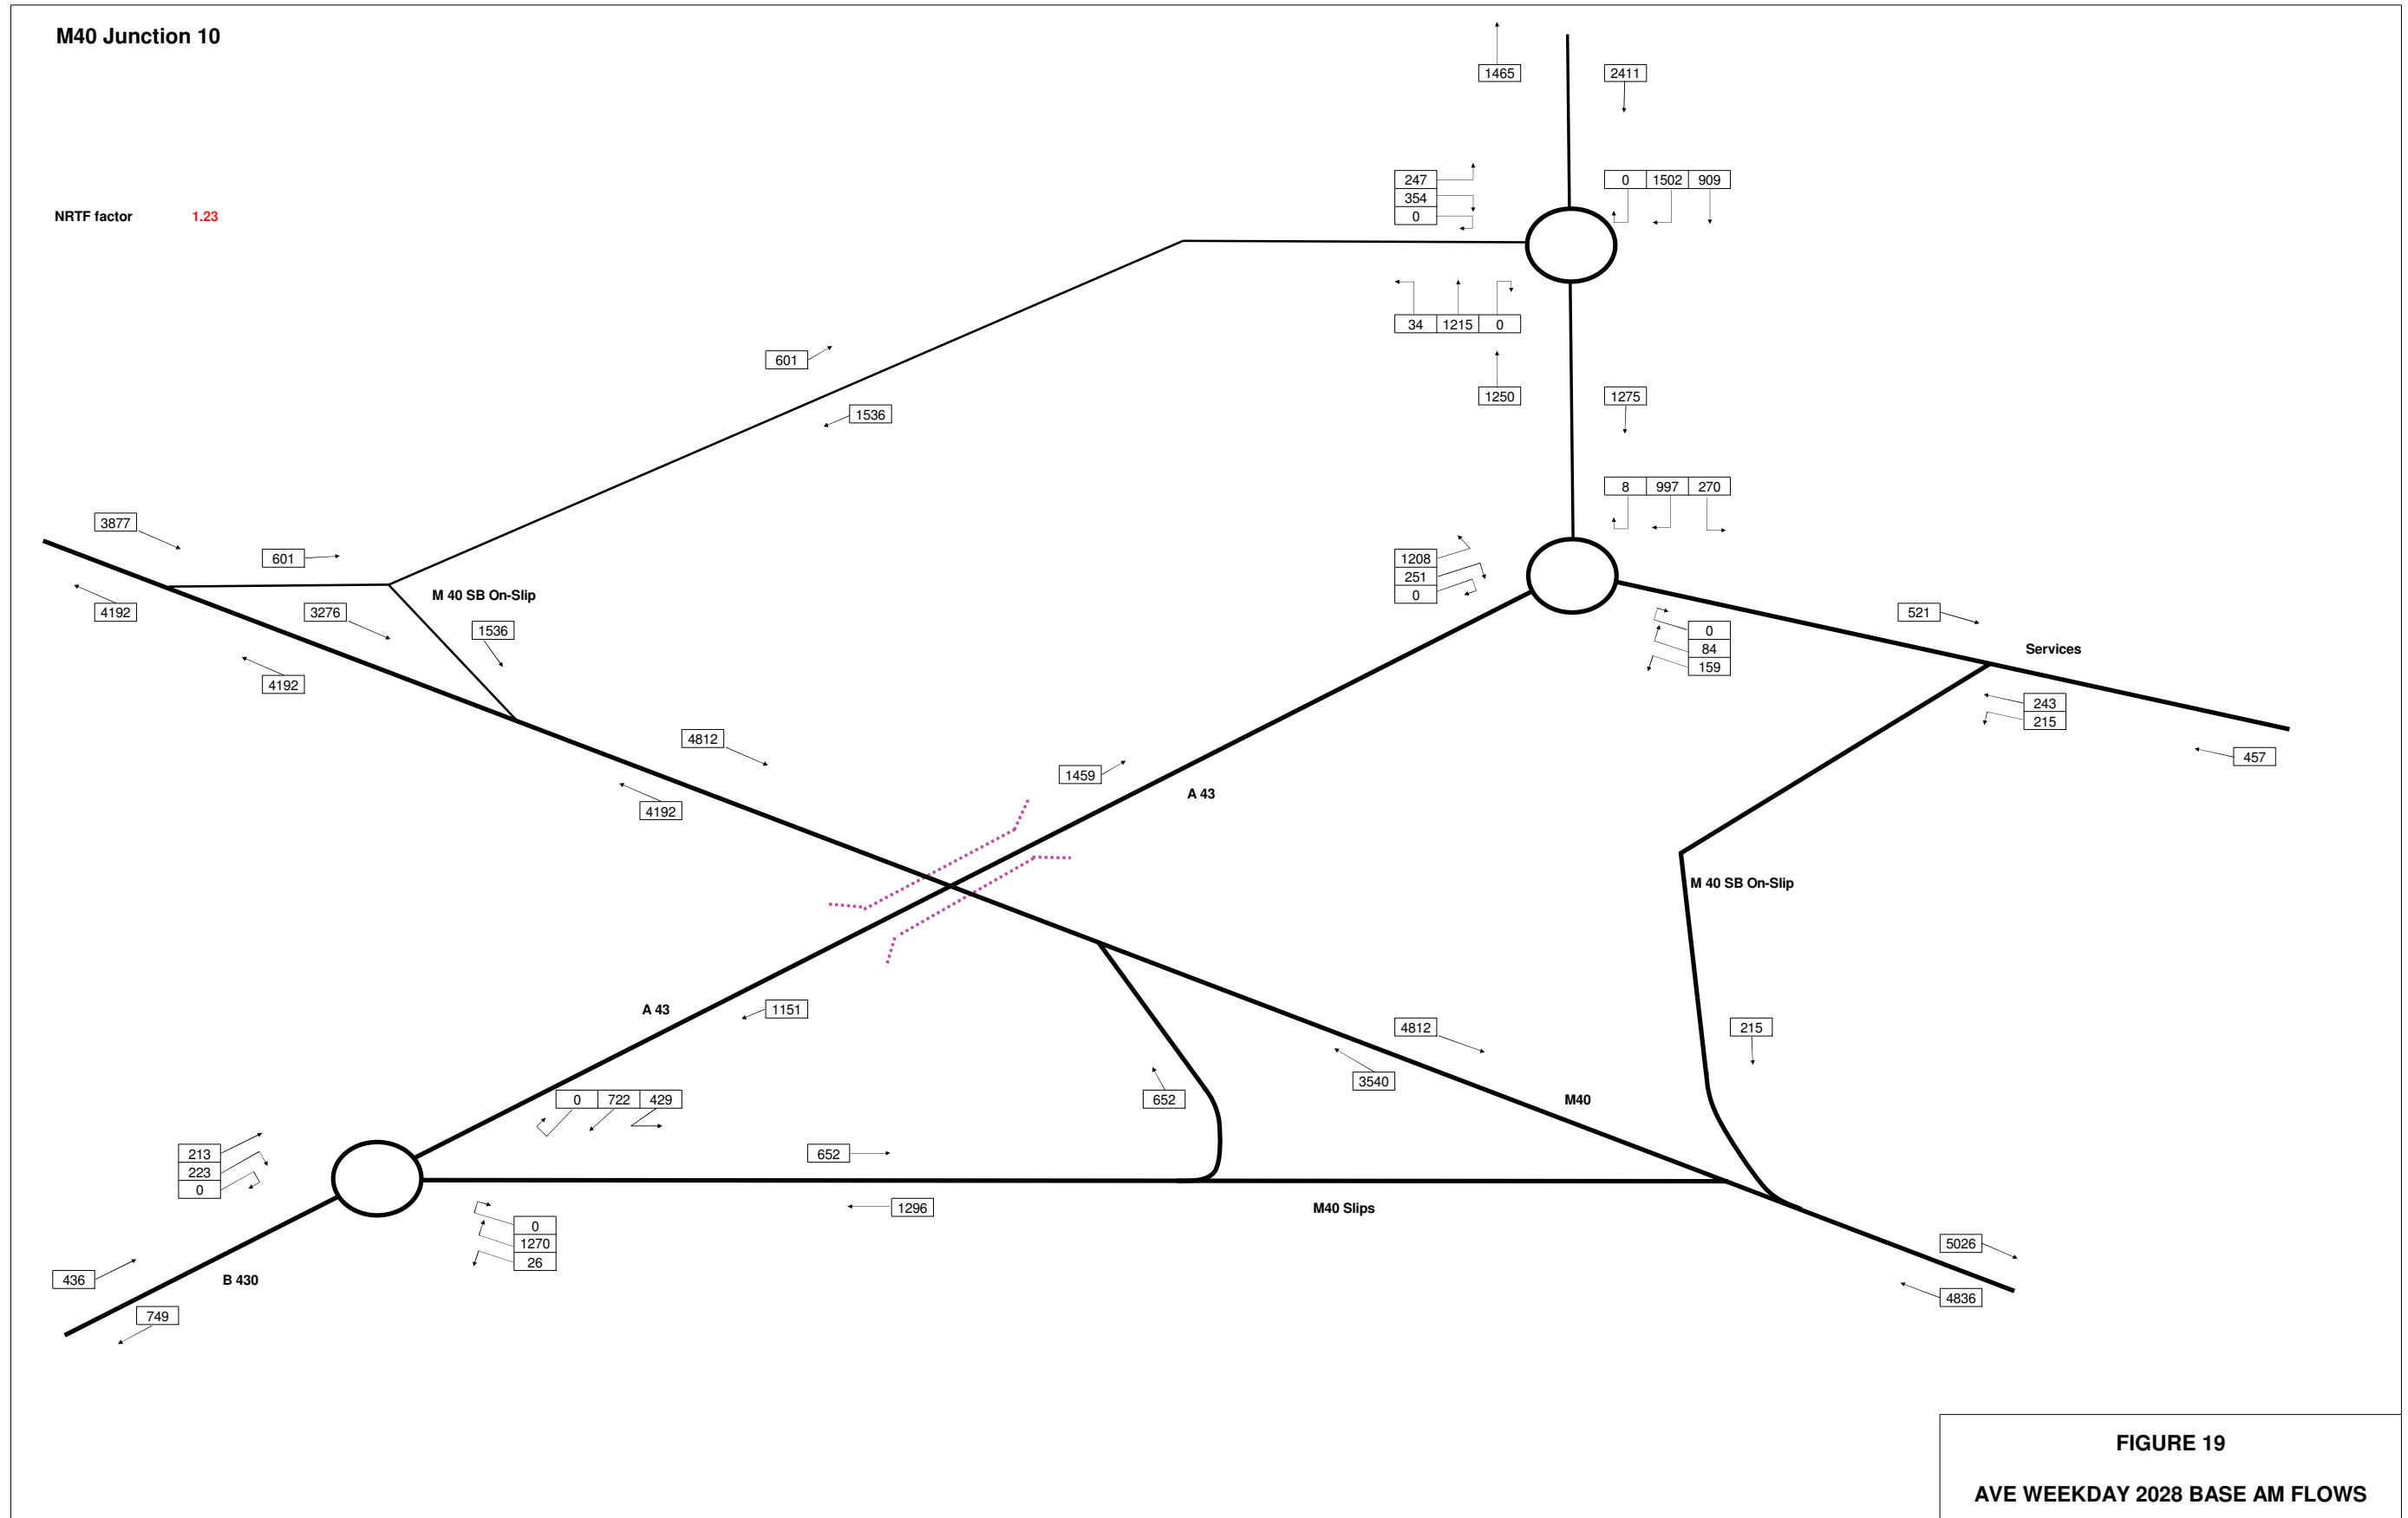 M40 Junction 10
1465
2411
247
354
0
0 1502 909
NRTF factor 1.23
34 1215 0
601
1250
1275
1536
8 997 270
3877
601
1208
251
0
M 40 SB On-Slip
4192
3276
1536
521
0
84
159
Services
4192
243
215
4812
457
1459
A 43
4192
M 40 SB On-Slip
A 43
1151
4812
215
3540
0 722 429
652
M40
213
223
0
652
1296
M40 Slips
0
1270
26
5026
436
B 430
4836
749
FIGURE 19
AVE WEEKDAY 2028 BASE AM FLOWS